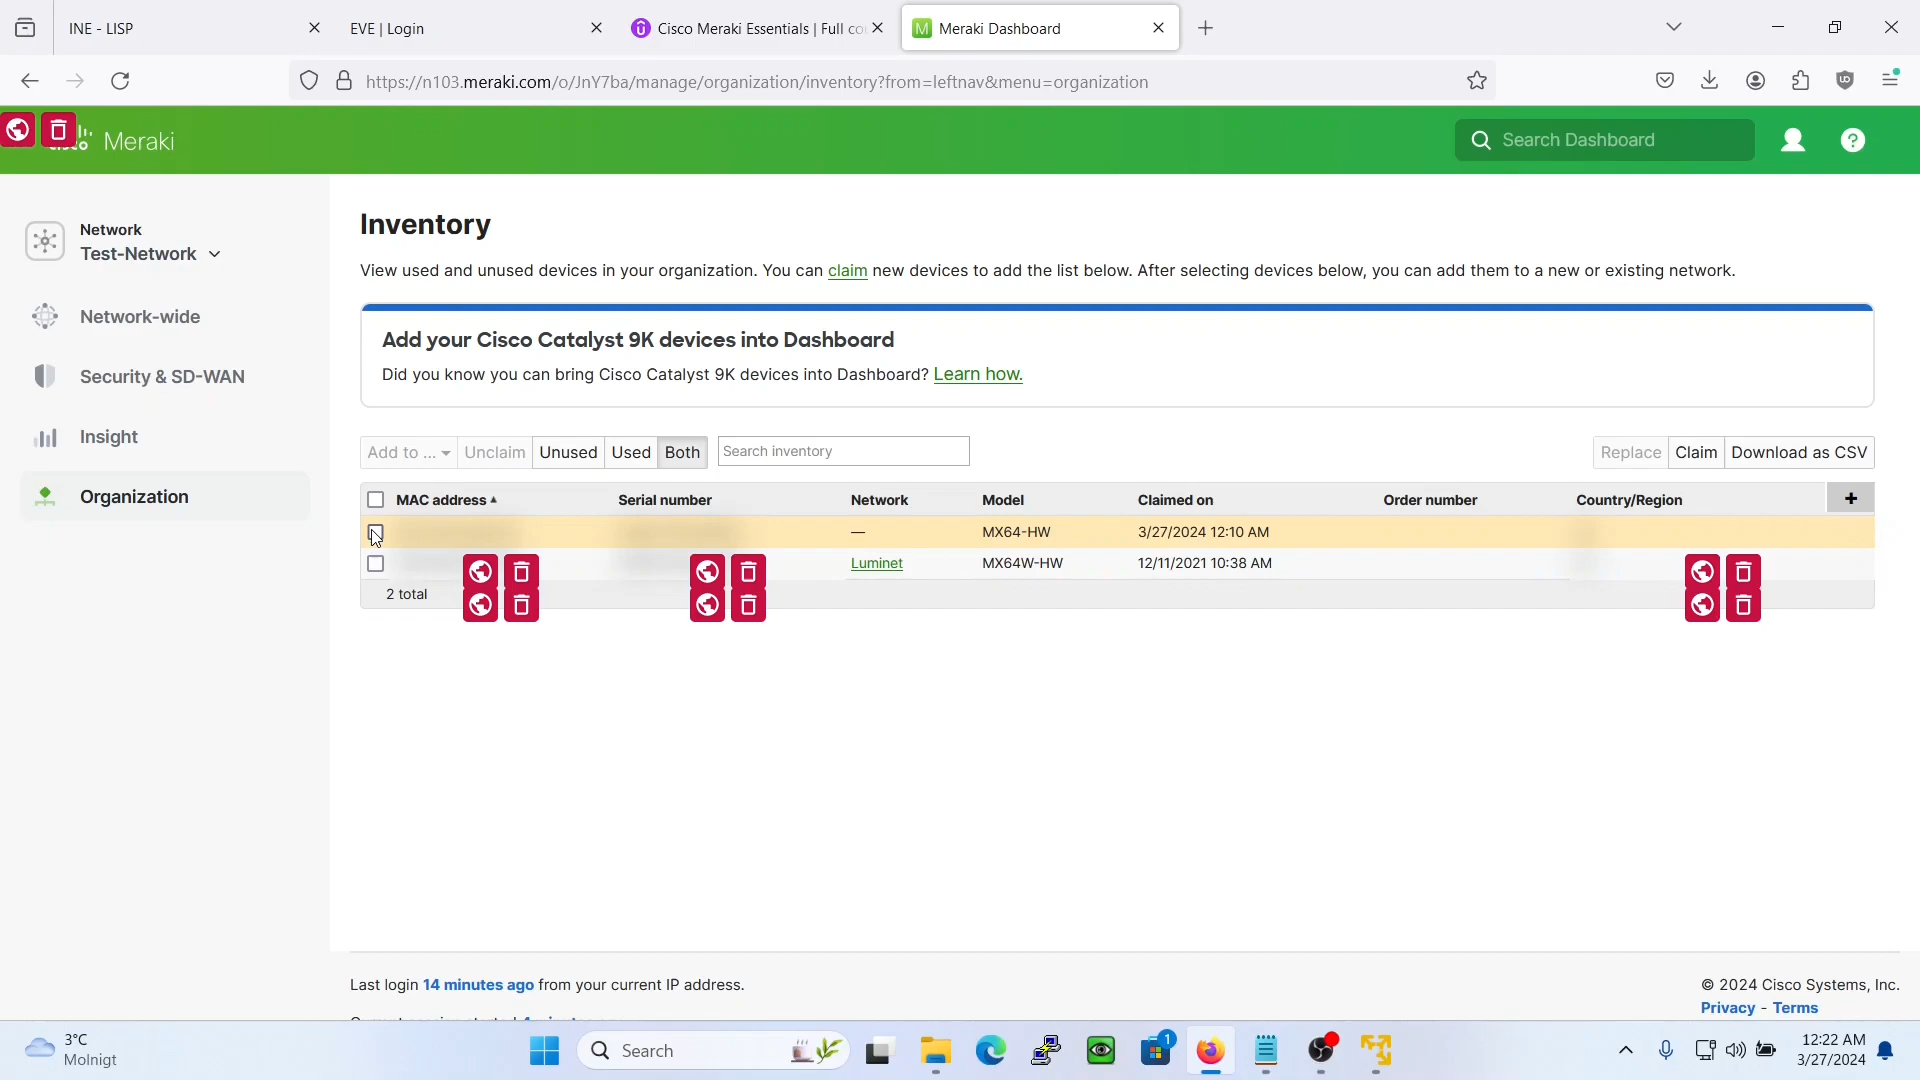 INE - LISP
EVE | Login
Cisco Meraki Essentials | Full co
Meraki Dashboard
https://n103.meraki.com/o/JnY7ba/manage/organization/inventory?from=leftnav&menu=organization
Meraki
Search Dashboard
Network
Test-Network
Network-wide
Security & SD-WAN
Insight
Organization
Inventory
View used and unused devices in your organization. You can claim new devices to add the list below. After selecting devices below, you can add them to a new or existing network.
Add your Cisco Catalyst 9K devices into Dashboard
Did you know you can bring Cisco Catalyst 9K devices into Dashboard? Learn how.
Add to ... Unclaim Unused Used Both Search inventory Replace Claim Download as CSV
MAC address Serial number Network Model Claimed on Order number Country/Region +
— MX64-HW 3/27/2024 12:10 AM
Luminet MX64W-HW 12/11/2021 10:38 AM
2 total
Last login 14 minutes ago from your current IP address.
© 2024 Cisco Systems, Inc.
Privacy - Terms
3°C
Molnigt
Search
1
12:22 AM
3/27/2024